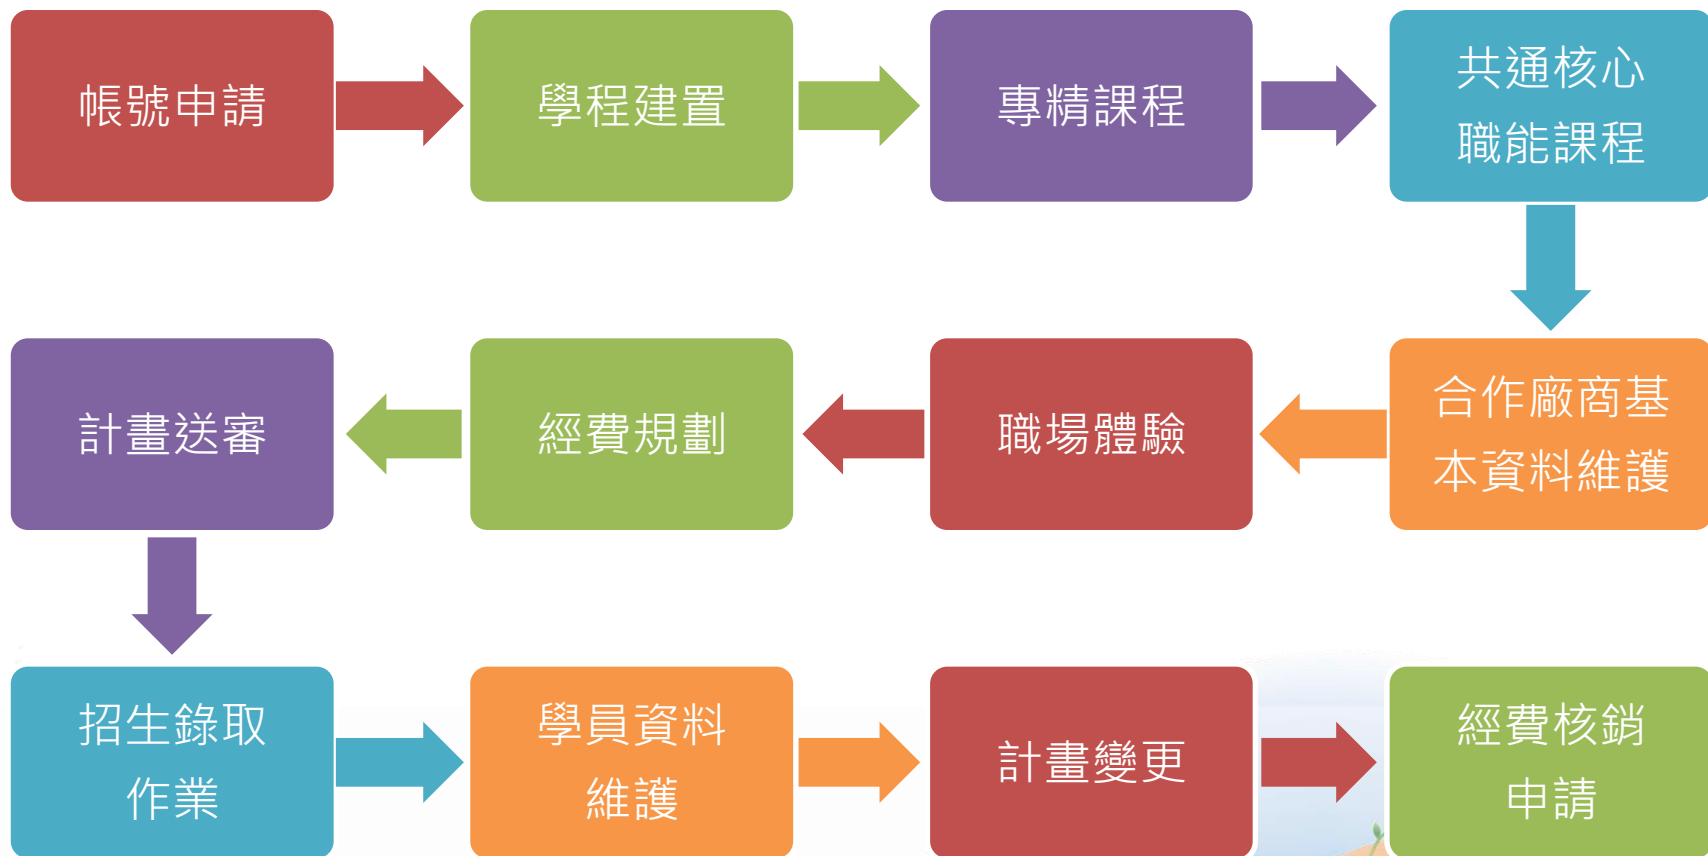 帳號申請
學程建置
專精課程
共通核心
職能課程
合作廠商基
本資料維護
職場體驗
經費規劃
計畫送審
招生錄取
作業
學員資料
維護
計畫變更
經費核銷
申請